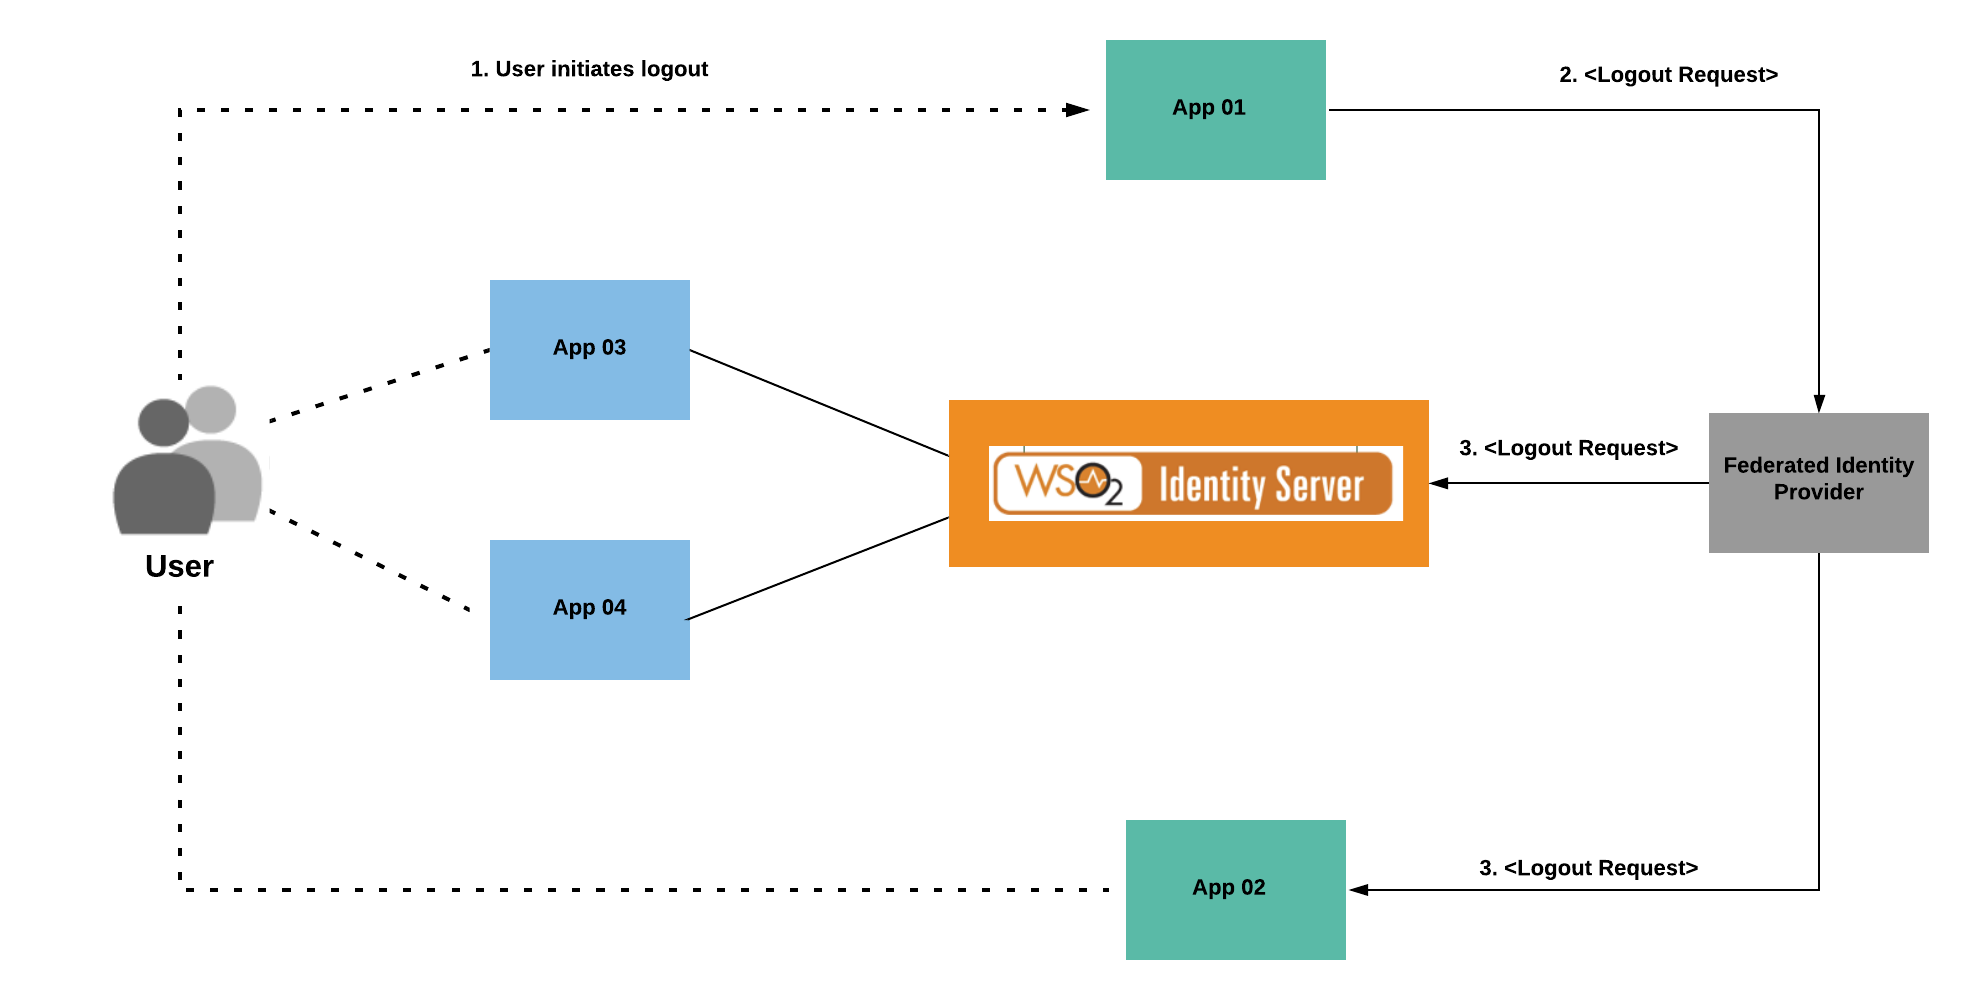 1. User initiates logout
App 01
2. <Logout Request>
App 03
WSO2 Identity Server
3. <Logout Request>
Federated Identity
Provider
User
App 04
App 02
3. <Logout Request>